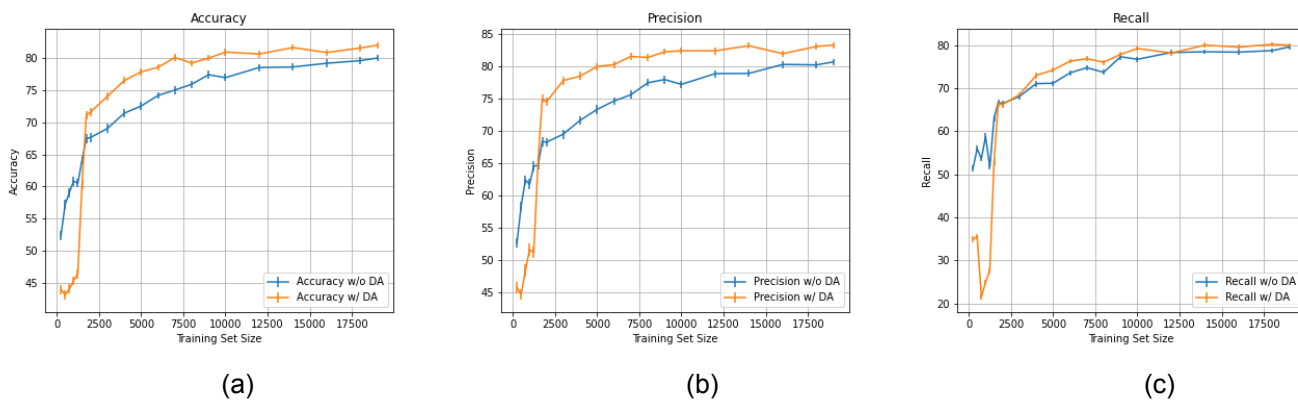 Accuracy
Accuracy
80
75
70
65
60
55
50
45
0 2500 5000 7500 10000 12500 15000 17500
Training Set Size
Accuracy w/o DA
Accuracy w/ DA
(a)
Precision
Precision
85
80
75
70
65
60
55
50
45
0 2500 5000 7500 10000 12500 15000 17500
Training Set Size
Precision w/o DA
Precision w/ DA
(b)
Recall
Recall
80
70
60
50
40
30
20
0 2500 5000 7500 10000 12500 15000 17500
Training Set Size
Recall w/o DA
Recall w/ DA
(c)